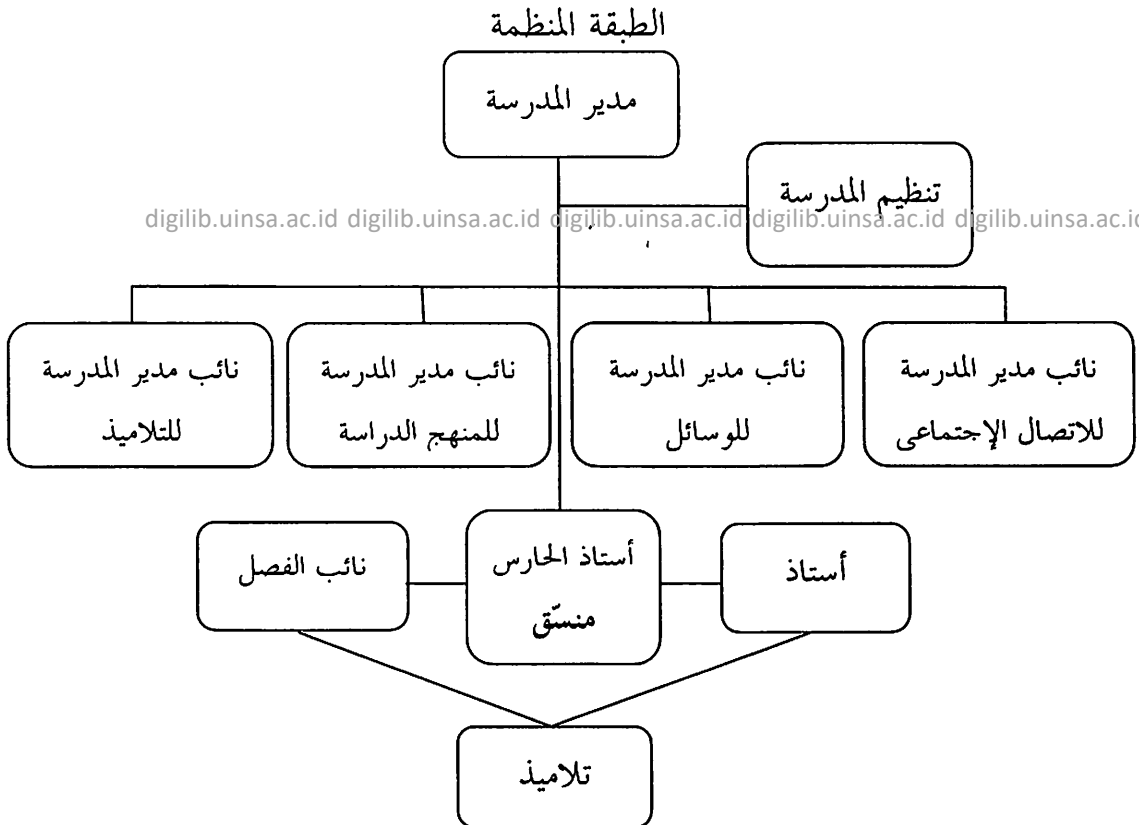 الطبقة المنظمة
مدير المدرسة
تنظيم المدرسة
digilib.uinsa.ac.id digilib.uinsa.ac.id digilib.uinsa.ac.id digilib.uinsa.ac.id digilib.uinsa.ac.id
نائب مدير المدرسة
للاتصال الإجتماعى
نائب مدير المدرسة
للوسائل
نائب مدير المدرسة
للمنهج الدراسة
نائب مدير المدرسة
للتلاميذ
أستاذ
أستاذ الحارس
منسّق
نائب الفصل
تلاميذ